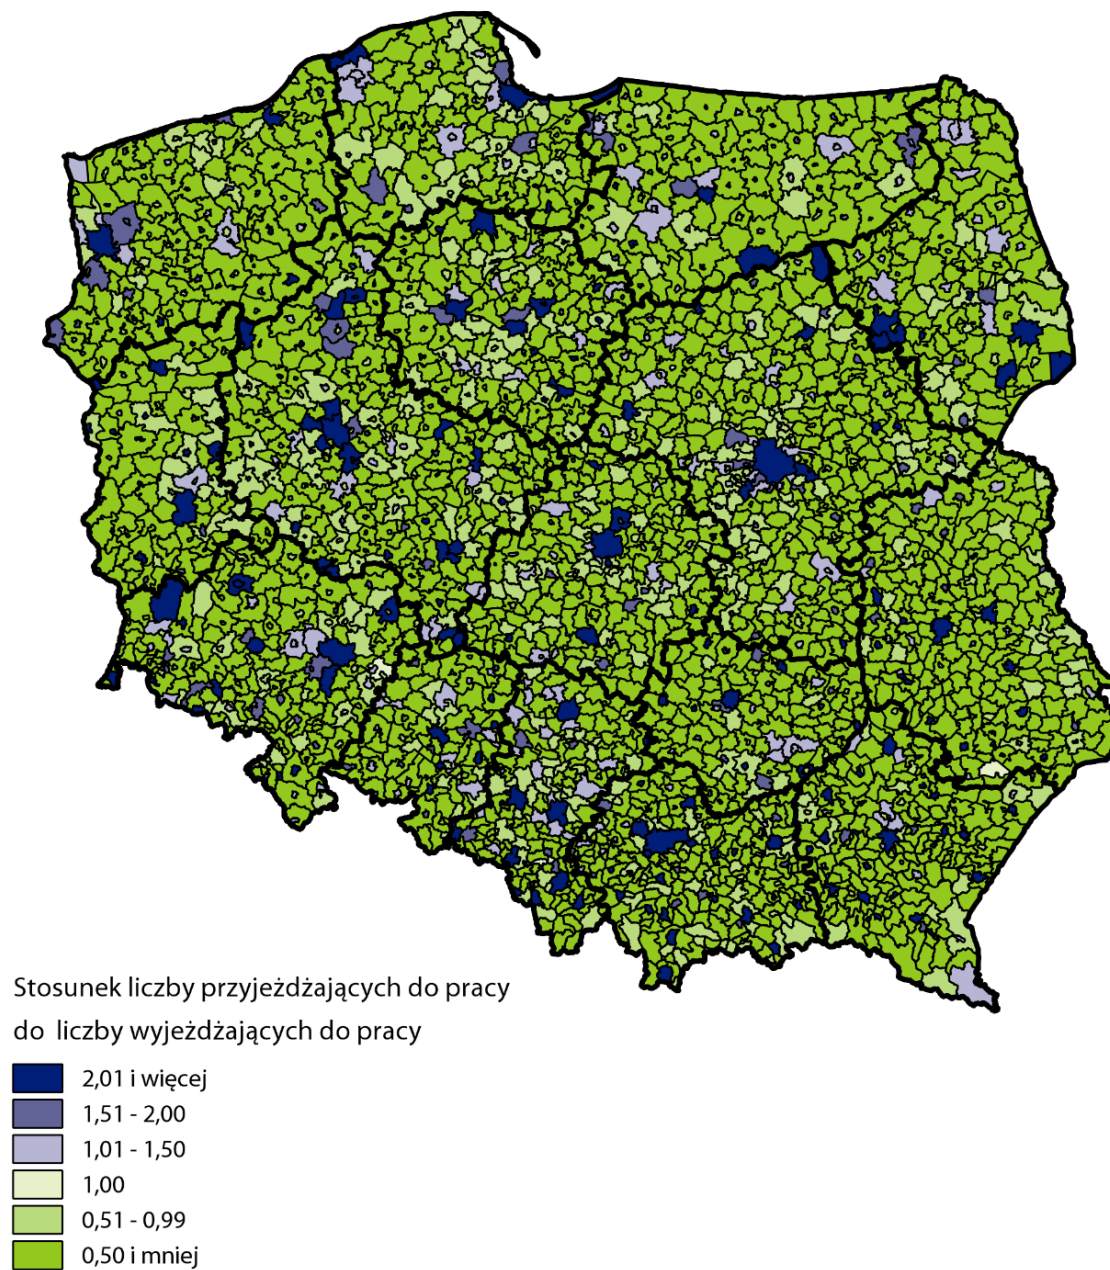 Stosunek liczby przyjeżdżających do pracy
do liczby wyjeżdżających do pracy
2,01 i więcej
1,51 - 2,00
1,01 - 1,50
1,00
0,51 - 0,99
0,50 i mniej